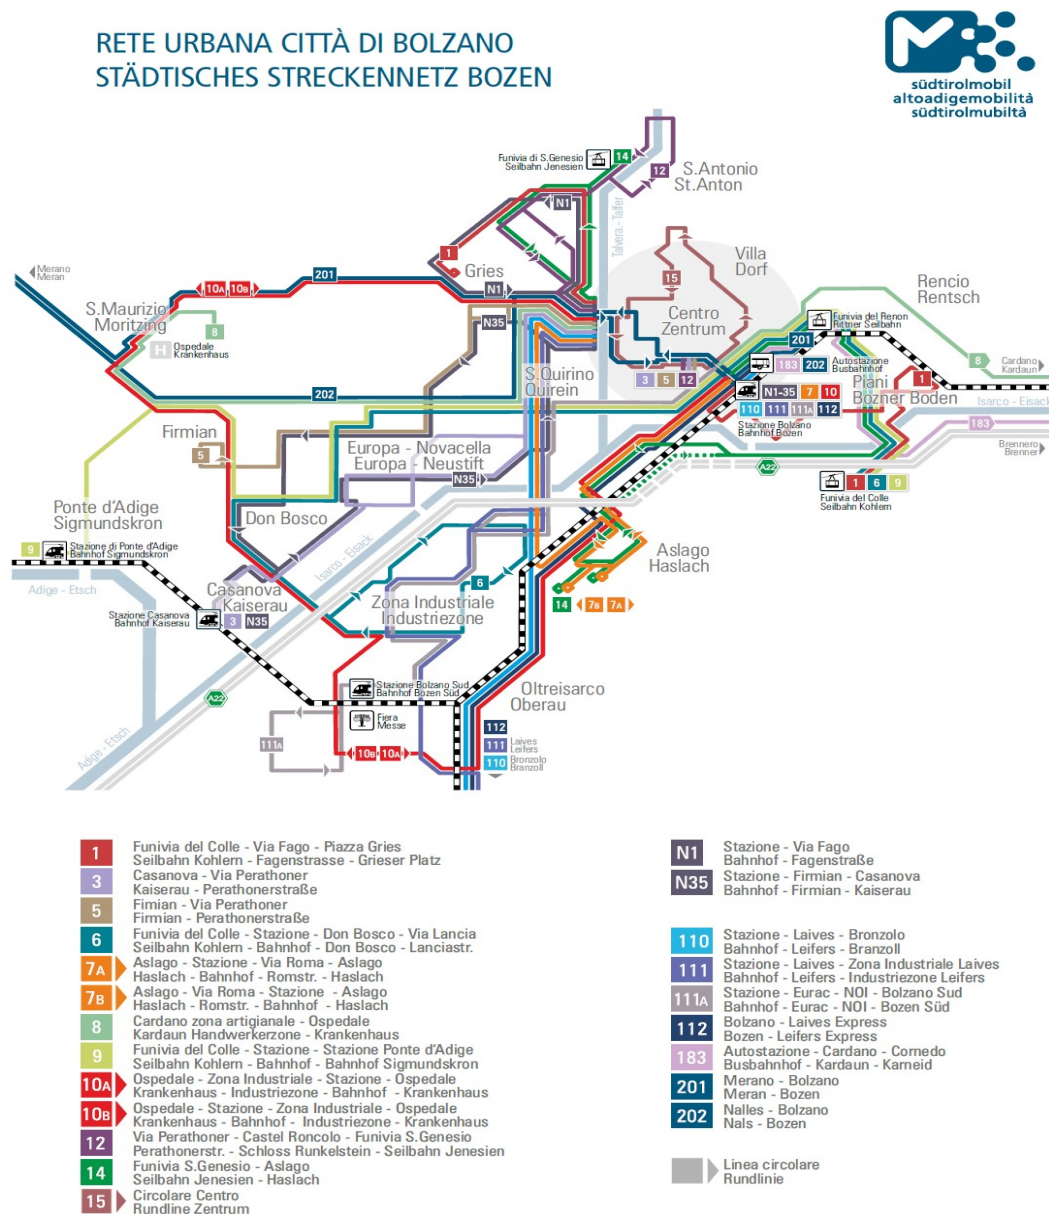 RETE URBANA CITTÀ DI BOLZANO
STÄDTISCHES STRECKENNETZ BOZEN
südtirolmobil
altoadigemobilità
südtirolmubiltà
Funivia di S.Genesio
Seilbahn Jenesien
14
12
S.Antonio
St.Anton
N1
Talvera.- Talfer
1
Gries
Merano
Meran
10A 10B
201
N1
15
Villa
Dorf
Rencio
Rentsch
S.Maurizio
Moritzing
8
Ospedale
Krankenhaus
H
N35
Centro
Zentrum
Funivia del Renon
Rittner Seilbahn
201
8
Cardano
Kardaun
202
S.Quirino
Quirein
3 5 12
183 202
Autostazione
Busbahnhof
N1-35 7 10
110 111 111A 112
Stazione Bolzano
Bahnhof Bozen
Piani
Bozner Boden
1
Isarco - Eisack
183
Firmian
5
Europa - Novacella
Europa - Neustift
N35
A22
Brennero
Brenner
1 6 9
Funivia del Colle
Seilbahn Kohlern
Ponte d'Adige
Sigmundskron
Don Bosco
Isarco - Eisack
9
Stazione di Ponte d'Adige
Bahnhof Sigmundskron
Adige - Etsch
Aslago
Haslach
Casanova
Kaiserau
6
Zona Industriale
Industriezone
14 7B 7A
Stazione Casanova
Bahnhof Kaiserau
3 N35
A22
Stazione Bolzano Sud
Bahnhof Bozen Süd
Oltreisarco
Oberau
Fiera
Messe
Adige - Etsch
111A
10B 10A
112
111
Laives
Leifers
110
Bronzolo
Branzoll
1
Funivia del Colle - Via Fago - Piazza Gries
Seilbahn Kohlern - Fagenstrasse - Grieser Platz
3
Casanova - Via Perathoner
Kaiserau - Perathonerstraße
5
Fimian - Via Perathoner
Firmian - Perathonerstraße
6
Funivia del Colle - Stazione - Don Bosco - Via Lancia
Seilbahn Kohlern - Bahnhof - Don Bosco - Lanciastr.
7A
Aslago - Stazione - Via Roma - Aslago
Haslach - Bahnhof - Romstr. - Haslach
7B
Aslago - Via Roma - Stazione - Aslago
Haslach - Romstr. - Bahnhof - Haslach
8
Cardano zona artigianale - Ospedale
Kardaun Handwerkerzone - Krankenhaus
9
Funivia del Colle - Stazione - Stazione Ponte d'Adige
Seilbahn Kohlern - Bahnhof - Bahnhof Sigmundskron
10A
Ospedale - Zona Industriale - Stazione - Ospedale
Krankenhaus - Industriezone - Bahnhof - Krankenhaus
10B
Ospedale - Stazione - Zona Industriale - Ospedale
Krankenhaus - Bahnhof - Industriezone - Krankenhaus
12
Via Perathoner - Castel Roncolo - Funivia S.Genesio
Perathonerstr. - Schloss Runkelstein - Seilbahn Jenesien
14
Funivia S.Genesio - Aslago
Seilbahn Jenesien - Haslach
15
Circolare Centro
Rundline Zentrum
N1
Stazione - Via Fago
Bahnhof - Fagenstraße
N35
Stazione - Firmian - Casanova
Bahnhof - Firmian - Kaiserau
110
Stazione - Laives - Bronzolo
Bahnhof - Leifers - Branzoll
111
Stazione - Laives - Zona Industriale Laives
Bahnhof - Leifers - Industriezone Leifers
111A
Stazione - Eurac - NOI - Bolzano Sud
Bahnhof - Eurac - NOI - Bozen Süd
112
Bolzano - Laives Express
Bozen - Leifers Express
183
Autostazione - Cardano - Cornedo
Busbahnhof - Kardaun - Karneid
201
Merano - Bolzano
Meran - Bozen
202
Nalles - Bolzano
Nals - Bozen
Linea circolare
Rundlinie